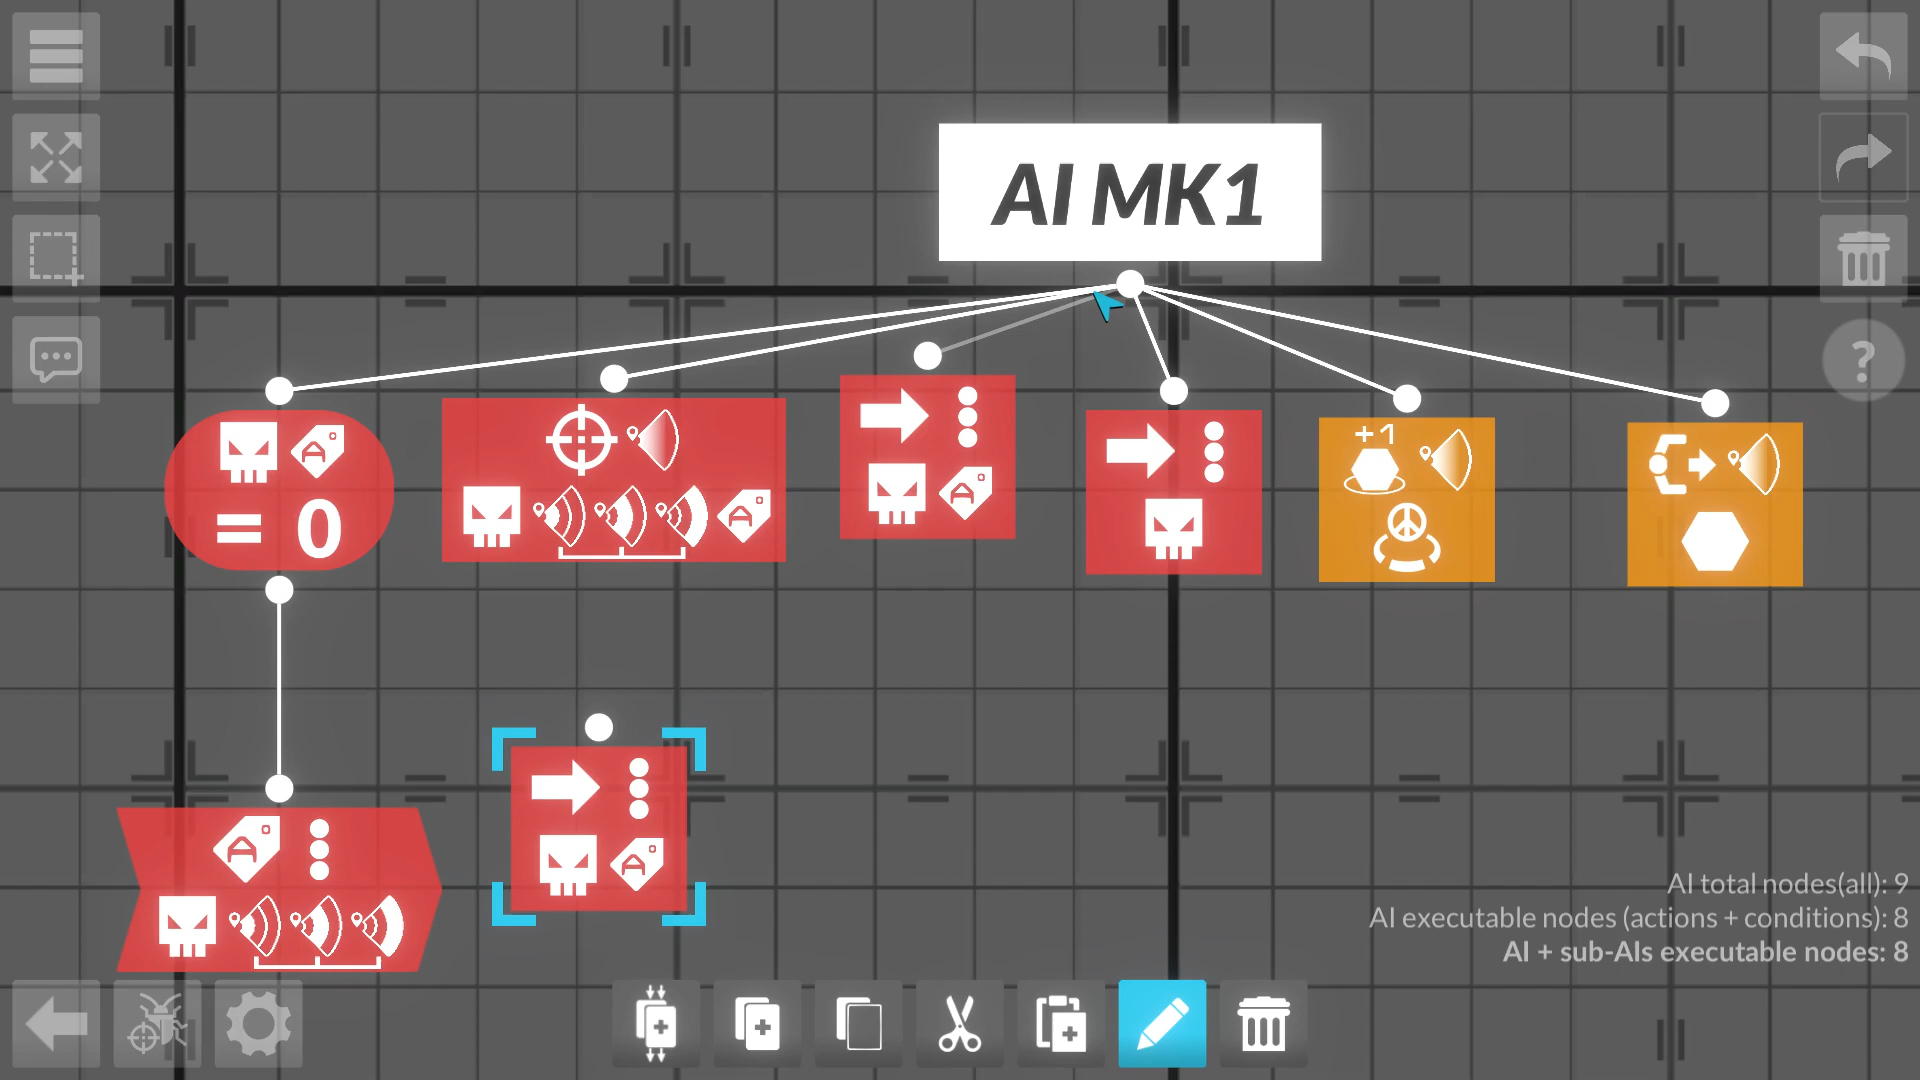 AI MK1
A
= 0
A
A
+1
A
A
?
AI total nodes(all): 9
AI executable nodes (actions + conditions): 8
AI + sub-AIs executable nodes: 8